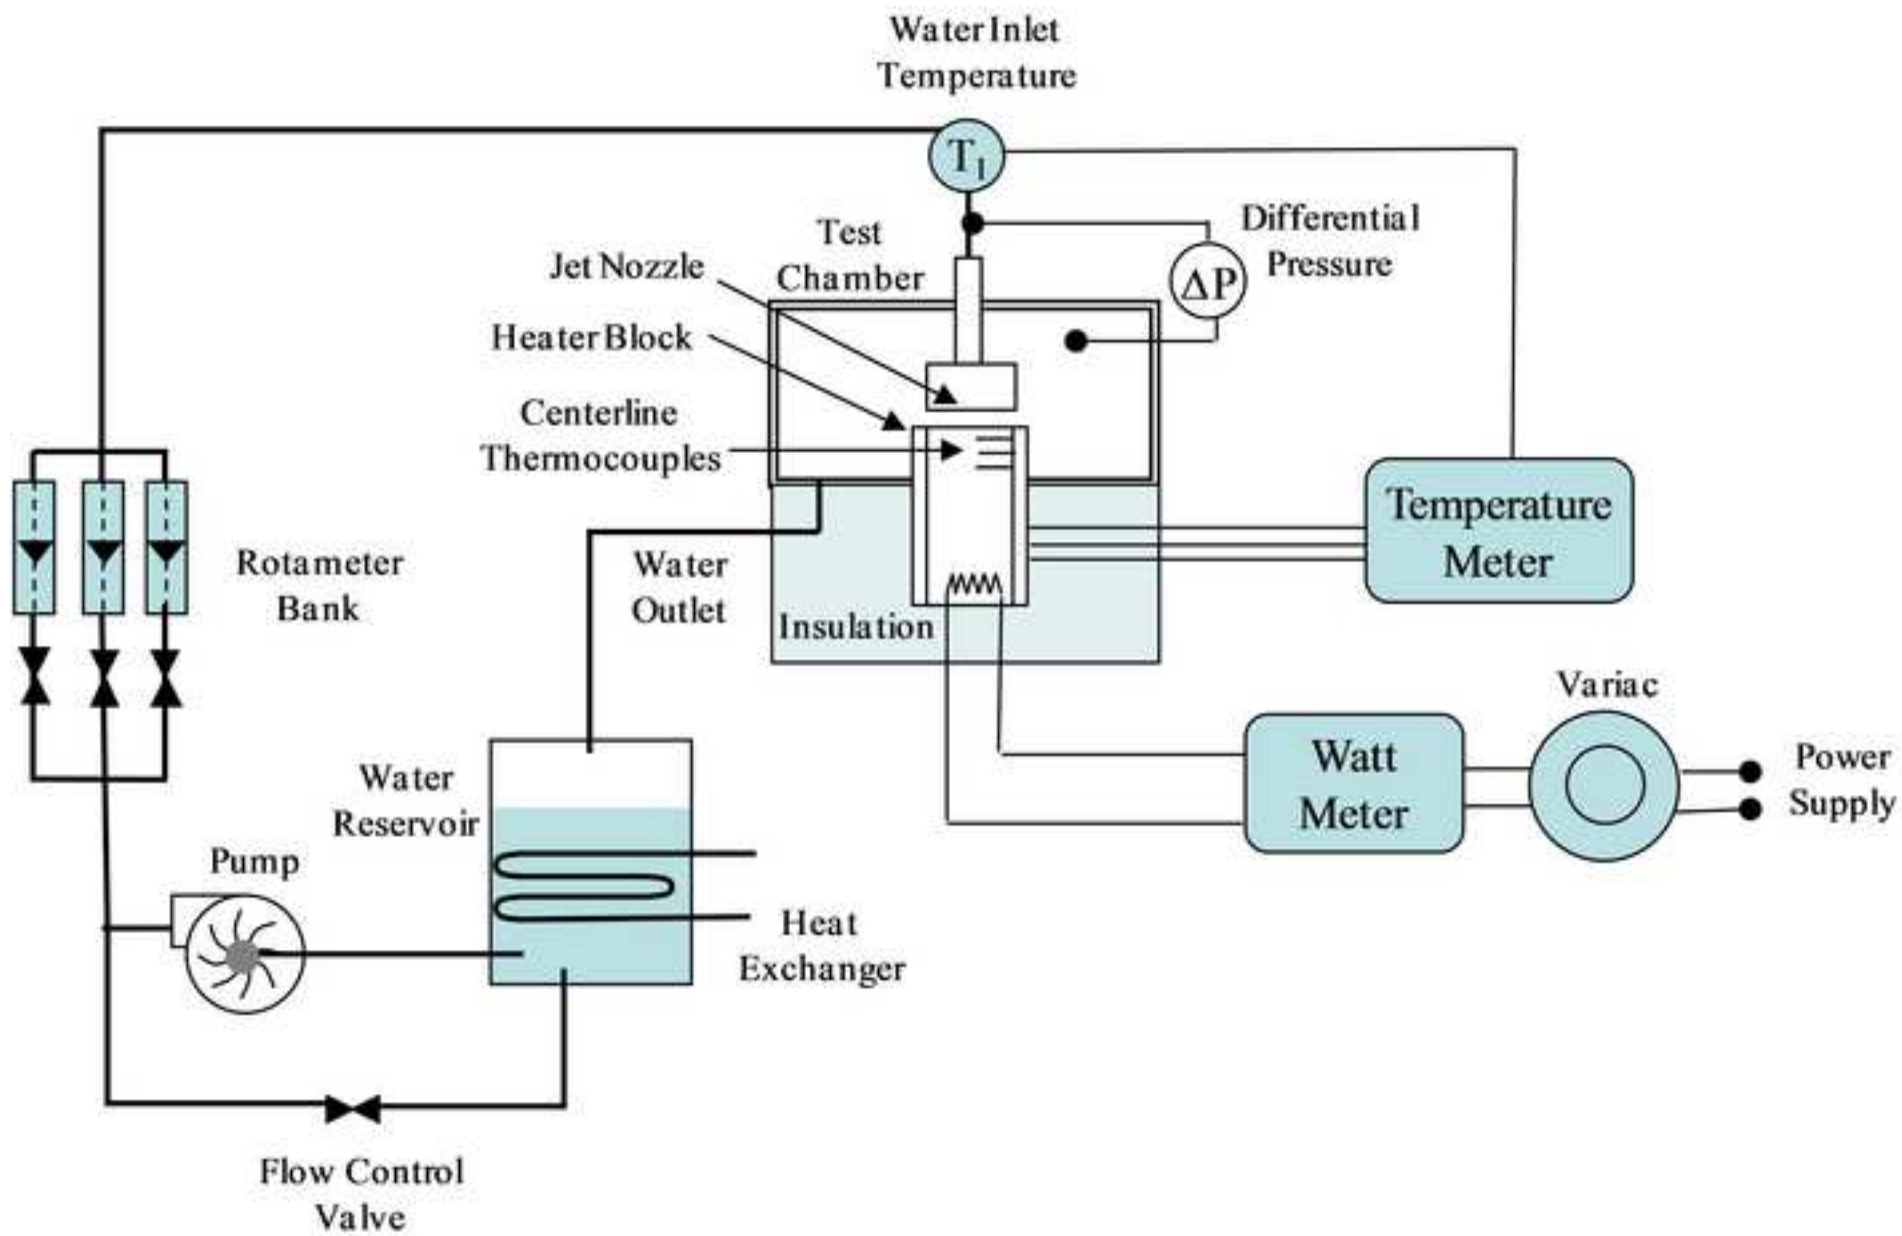 Water Inlet
Temperature
T1
Differential
Pressure
ΔP
Test
Chamber
Jet Nozzle
Heater Block
Centerline
Thermocouples
Temperature
Meter
Rotameter
Bank
Water
Outlet
Insulation
Variac
Watt
Meter
Power
Supply
Water
Reservoir
Pump
Heat
Exchanger
Flow Control
Valve